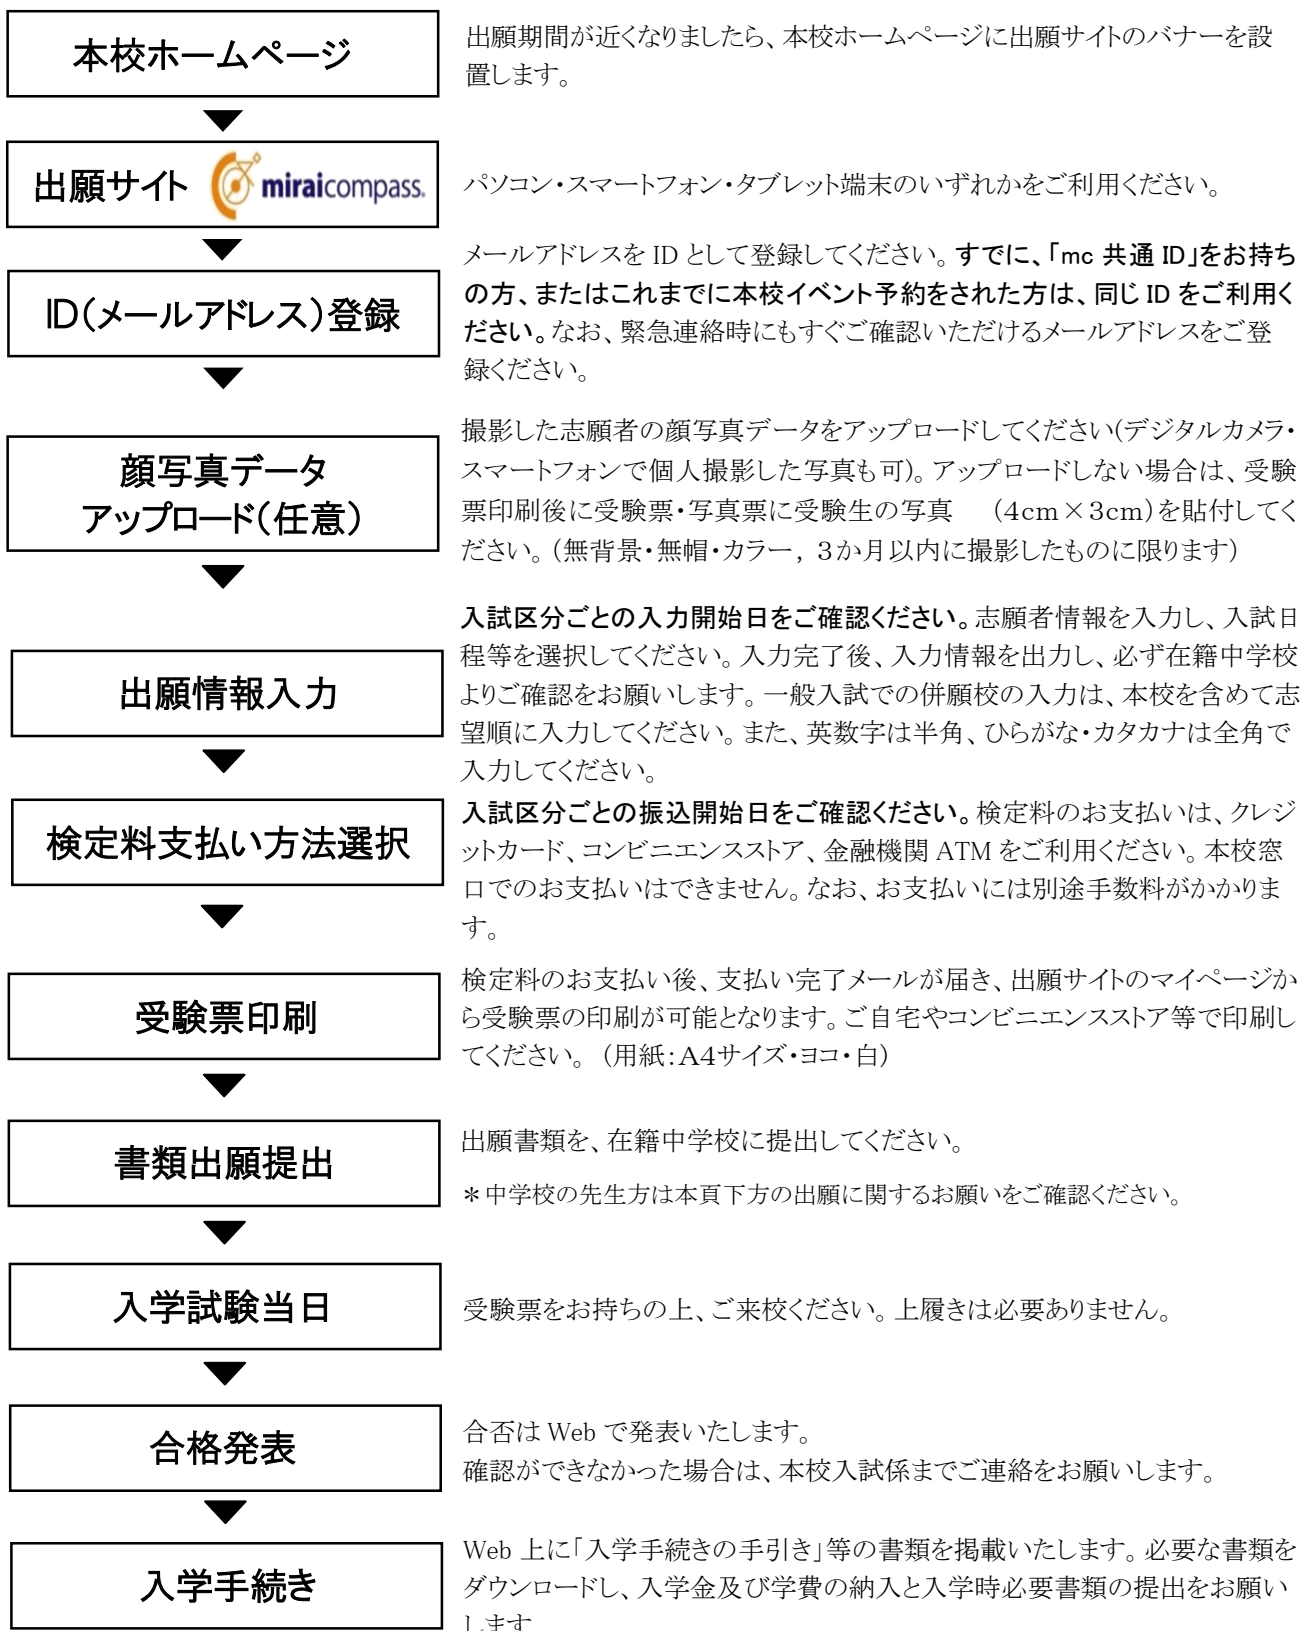 本校ホームページ
出願期間が近くなりましたら、本校ホームページに出願サイトのバナーを設
置します。
出願サイト miraicompass.
パソコン・スマートフォン・タブレット端末のいずれかをご利用ください。
ID(メールアドレス)登録
メールアドレスを ID として登録してください。すでに、「mc 共通 ID」をお持ち
の方、またはこれまでに本校イベント予約をされた方は、同じ ID をご利用く
ださい。なお、緊急連絡時にもすぐご確認いただけるメールアドレスをご登
録ください。
顔写真データ
アップロード(任意)
撮影した志願者の顔写真データをアップロードしてください(デジタルカメラ・
スマートフォンで個人撮影した写真も可)。アップロードしない場合は、受験
票印刷後に受験票・写真票に受験生の写真 (4cm×3cm)を貼付してく
ださい。(無背景・無帽・カラー, 3か月以内に撮影したものに限ります)
出願情報入力
入試区分ごとの入力開始日をご確認ください。志願者情報を入力し、入試日
程等を選択してください。入力完了後、入力情報を出力し、必ず在籍中学校
よりご確認をお願いします。一般入試での併願校の入力は、本校を含めて志
望順に入力してください。また、英数字は半角、ひらがな・カタカナは全角で
入力してください。
検定料支払い方法選択
入試区分ごとの振込開始日をご確認ください。検定料のお支払いは、クレジ
ットカード、コンビニエンスストア、金融機関 ATM をご利用ください。本校窓
口でのお支払いはできません。なお、お支払いには別途手数料がかかりま
す。
受験票印刷
検定料のお支払い後、支払い完了メールが届き、出願サイトのマイページか
ら受験票の印刷が可能となります。ご自宅やコンビニエンスストア等で印刷し
てください。(用紙:A4サイズ・ヨコ・白)
書類出願提出
出願書類を、在籍中学校に提出してください。
＊中学校の先生方は本頁下方の出願に関するお願いをご確認ください。
入学試験当日
受験票をお持ちの上、ご来校ください。上履きは必要ありません。
合格発表
合否は Web で発表いたします。
確認ができなかった場合は、本校入試係までご連絡をお願いします。
入学手続き
Web 上に「入学手続きの手引き」等の書類を掲載いたします。必要な書類を
ダウンロードし、入学金及び学費の納入と入学時必要書類の提出をお願い
します